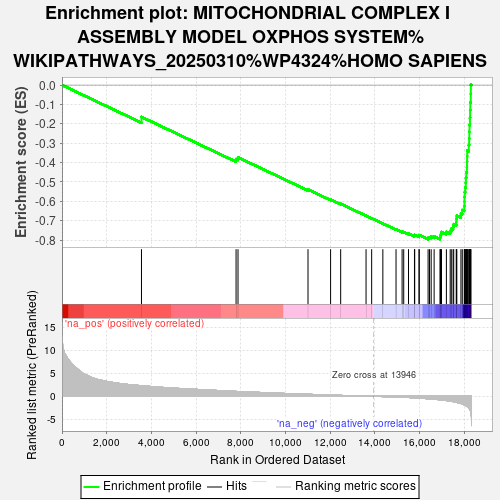 Enrichment plot: MITOCHONDRIAL COMPLEX I
ASSEMBLY MODEL OXPHOS SYSTEM%
WIKIPATHWAYS_20250310%WP4324%HOMO SAPIENS
Enrichment score (ES)
0.0
-0.1
-0.2
-0.3
-0.4
-0.5
-0.6
-0.7
-0.8
'na_pos' (positively correlated)
Ranked list metric (PreRanked)
15
10
5
0
-5
Zero cross at 13946
'na_neg' (negatively correlated)
0 2,000 4,000 6,000 8,000 10,000 12,000 14,000 16,000 18,000
Rank in Ordered Dataset
Enrichment profile Hits Ranking metric scores